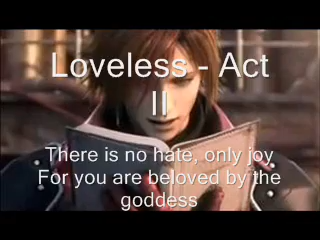 Loveless - Act
II
There is no hate, only joy
For you are beloved by the
goddess